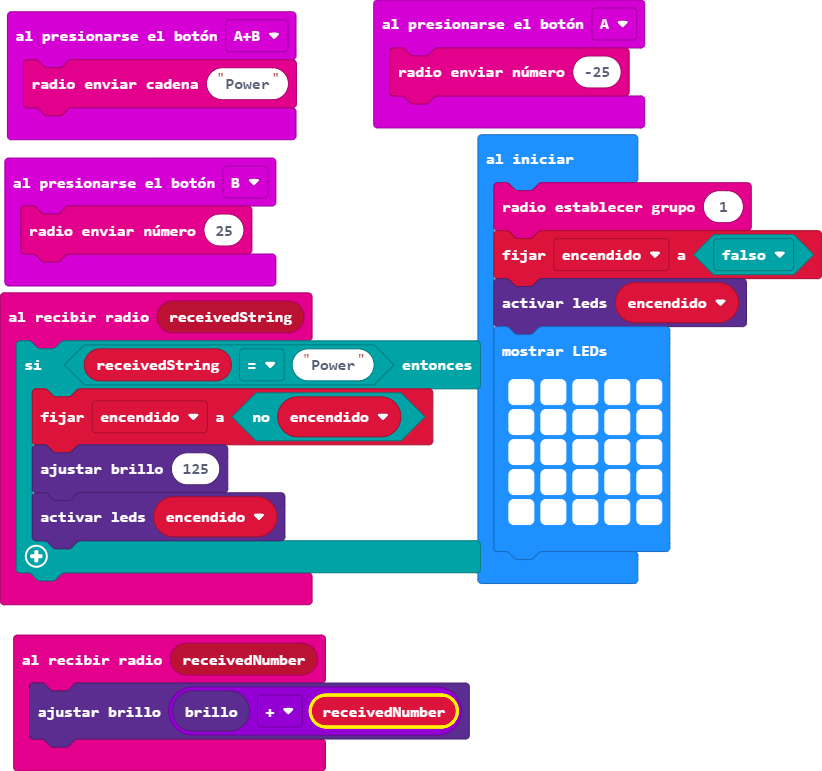 al presionarse el botón A+B
radio enviar cadena "Power"
al presionarse el botón A
radio enviar número -25
al presionarse el botón B
radio enviar número 25
al iniciar
radio establecer grupo 1
fijar encendido a falso
activar leds encendido
mostrar LEDs
al recibir radio receivedString
si receivedString = "Power" entonces
fijar encendido a no encendido
ajustar brillo 125
activar leds encendido
al recibir radio receivedNumber
ajustar brillo brillo + receivedNumber